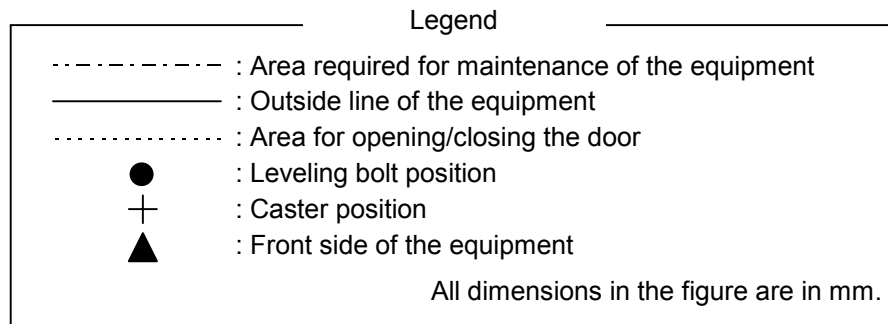 Legend
: Area required for maintenance of the equipment
: Outside line of the equipment
: Area for opening/closing the door
: Leveling bolt position
: Caster position
: Front side of the equipment
All dimensions in the figure are in mm.